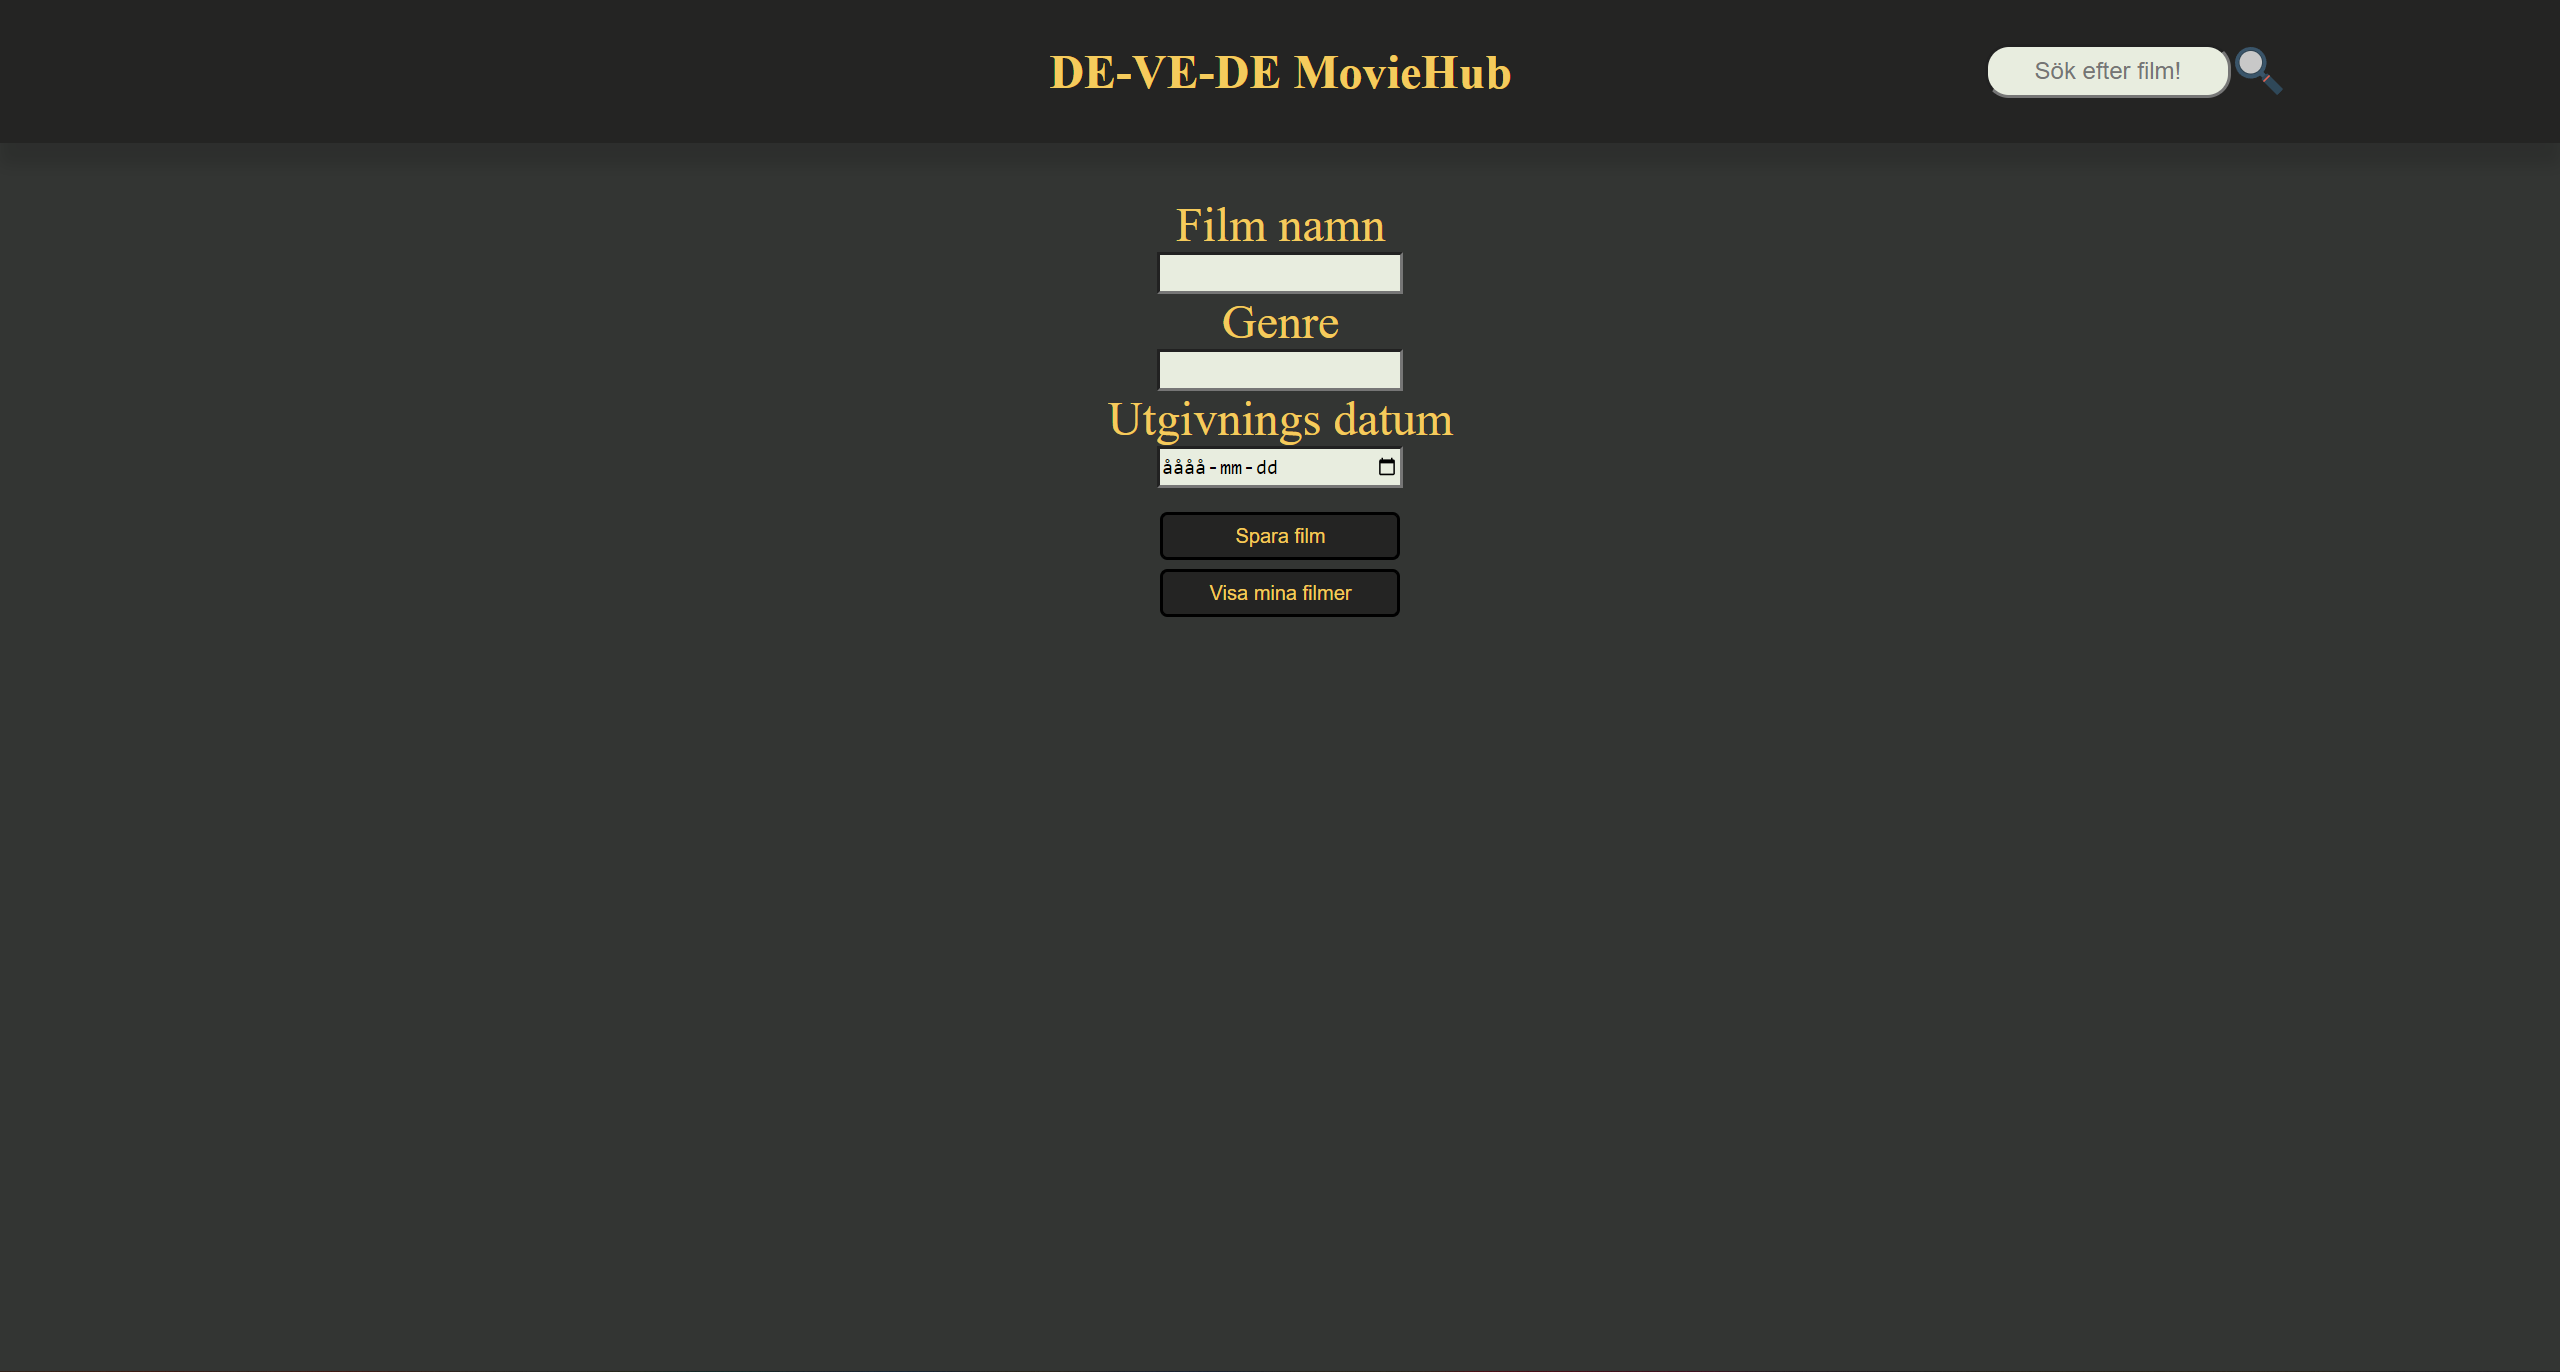 DE-VE-DE MovieHub
Sök efter film!
Film namn
Genre
Utgivnings datum
åååå-mm-dd
Spara film
Visa mina filmer